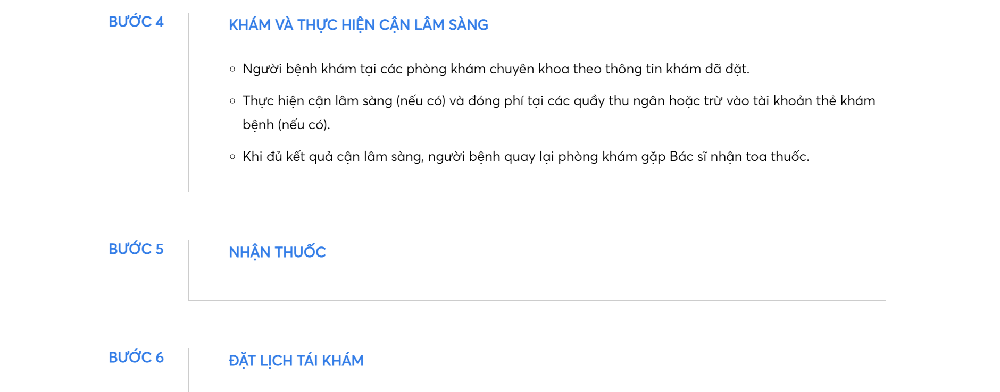 BƯỚC 4
KHÁM VÀ THỰC HIỆN CẬN LÂM SÀNG
Người bệnh khám tại các phòng khám chuyên khoa theo thông tin khám đã đặt.
Thực hiện cận lâm sàng (nếu có) và đóng phí tại các quầy thu ngân hoặc trừ vào tài khoản thẻ khám
bệnh (nếu có).
Khi đủ kết quả cận lâm sàng, người bệnh quay lại phòng khám gặp Bác sĩ nhận toa thuốc.
BƯỚC 5
NHẬN THUỐC
BƯỚC 6
ĐẶT LỊCH TÁI KHÁM